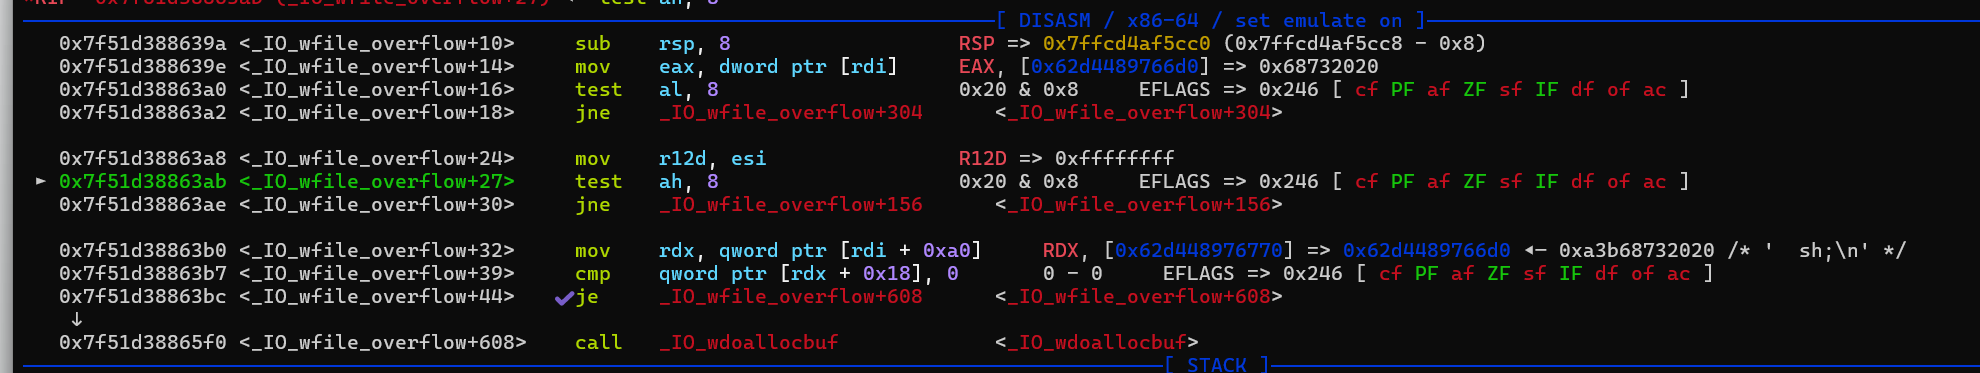 *RIP  0x7f51d38863ab (_IO_wfile_overflow+27) ◂— test ah, 8
[ DISASM / x86-64 / set emulate on ]
0x7f51d388639a <_IO_wfile_overflow+10> sub rsp, 8 RSP => 0x7ffcd4af5cc0 (0x7ffcd4af5cc8 - 0x8)
0x7f51d388639e <_IO_wfile_overflow+14> mov eax, dword ptr [rdi] EAX, [0x62d4489766d0] => 0x68732020
0x7f51d38863a0 <_IO_wfile_overflow+16> test al, 8 0x20 & 0x8 EFLAGS => 0x246 [ cf PF af ZF sf IF df of ac ]
0x7f51d38863a2 <_IO_wfile_overflow+18> jne _IO_wfile_overflow+304 <_IO_wfile_overflow+304>
0x7f51d38863a8 <_IO_wfile_overflow+24> mov r12d, esi R12D => 0xffffffff
► 0x7f51d38863ab <_IO_wfile_overflow+27> test ah, 8 0x20 & 0x8 EFLAGS => 0x246 [ cf PF af ZF sf IF df of ac ]
0x7f51d38863ae <_IO_wfile_overflow+30> jne _IO_wfile_overflow+156 <_IO_wfile_overflow+156>
0x7f51d38863b0 <_IO_wfile_overflow+32> mov rdx, qword ptr [rdi + 0xa0] RDX, [0x62d448976770] => 0x62d4489766d0 ◂— 0xa3b68732020 /* '  sh;\n' */
0x7f51d38863b7 <_IO_wfile_overflow+39> cmp qword ptr [rdx + 0x18], 0 0 - 0 EFLAGS => 0x246 [ cf PF af ZF sf IF df of ac ]
0x7f51d38863bc <_IO_wfile_overflow+44> ✔ je _IO_wfile_overflow+608 <_IO_wfile_overflow+608>
↓
0x7f51d38865f0 <_IO_wfile_overflow+608> call _IO_wdoallocbuf <_IO_wdoallocbuf>
[ STACK ]